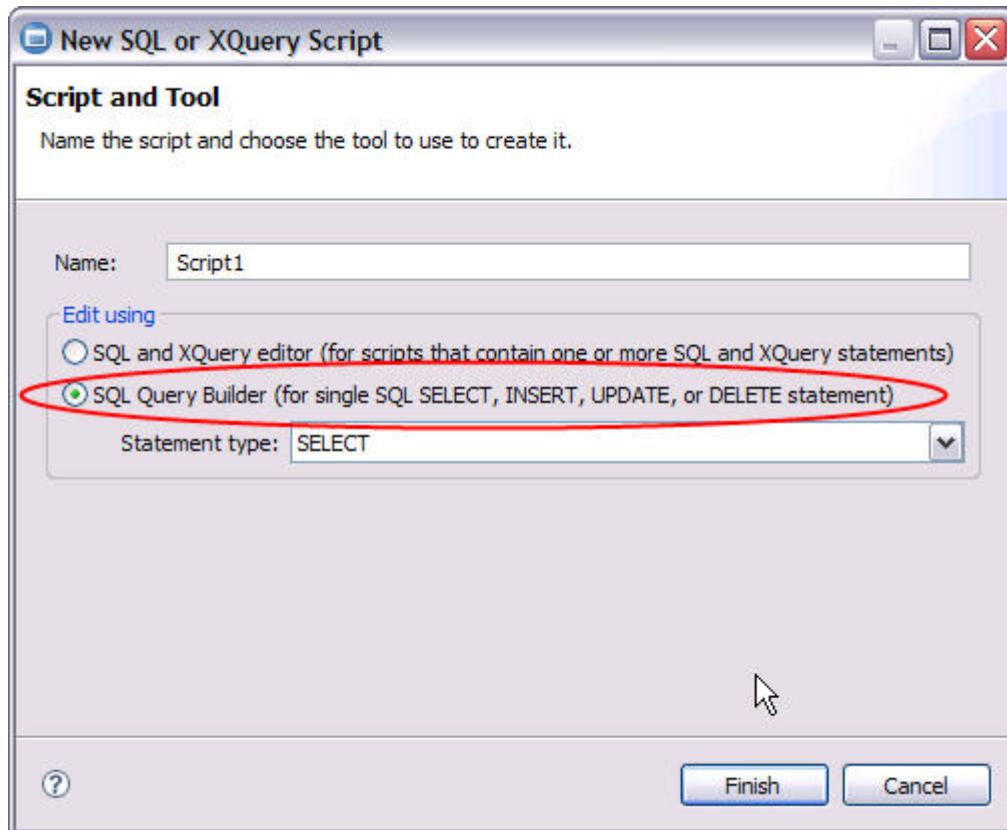 New SQL or XQuery Script
Script and Tool
Name the script and choose the tool to use to create it.
Name: Script1
Edit using
SQL and XQuery editor (for scripts that contain one or more SQL and XQuery statements)
SQL Query Builder (for single SQL SELECT, INSERT, UPDATE, or DELETE statement)
Statement type: SELECT
?
Finish Cancel